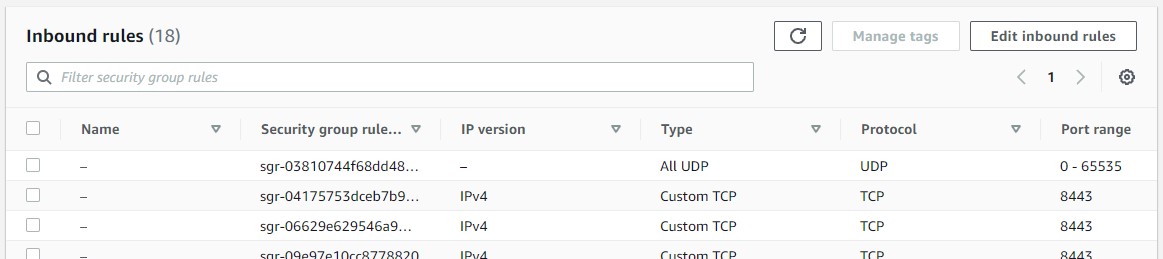 Inbound rules (18) Manage tags Edit inbound rules
Filter security group rules 1
Name Security group rule... IP version Type Protocol Port range
– sgr-03810744f68dd48... – All UDP UDP 0 - 65535
– sgr-04175753dceb7b9... IPv4 Custom TCP TCP 8443
– sgr-06629e629546a9... IPv4 Custom TCP TCP 8443
– sgr-09e97e10cc8778820 IPv4 Custom TCP TCP 8443